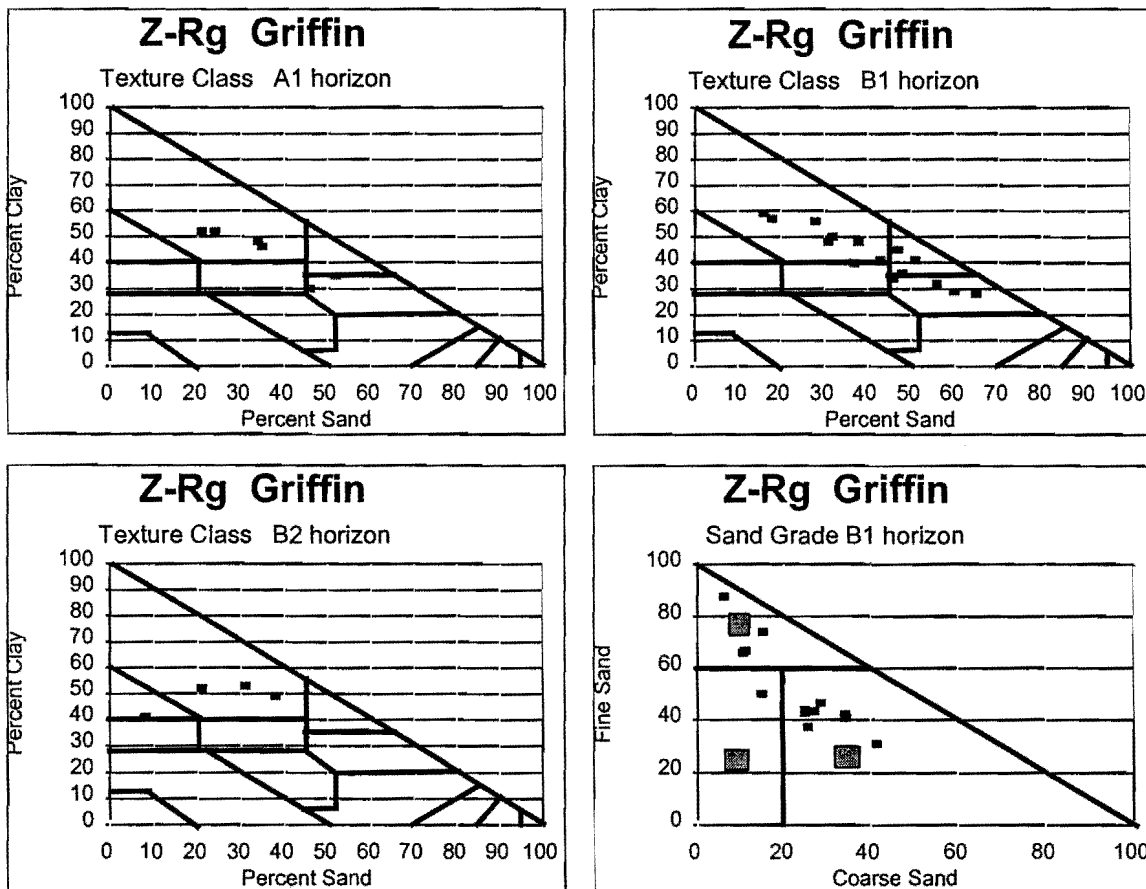 Z-Rg Griffin
Texture Class A1 horizon
100
90
80
70
60
50
40
30
20
10
0
Percent Clay
0 10 20 30 40 50 60 70 80 90 100
Percent Sand
Z-Rg Griffin
Texture Class B1 horizon
100
90
80
70
60
50
40
30
20
10
0
Percent Clay
0 10 20 30 40 50 60 70 80 90 100
Percent Sand
Z-Rg Griffin
Texture Class B2 horizon
100
90
80
70
60
50
40
30
20
10
0
Percent Clay
0 10 20 30 40 50 60 70 80 90 100
Percent Sand
Z-Rg Griffin
Sand Grade B1 horizon
100
80
60
40
20
0
Fine Sand
0 20 40 60 80 100
Coarse Sand